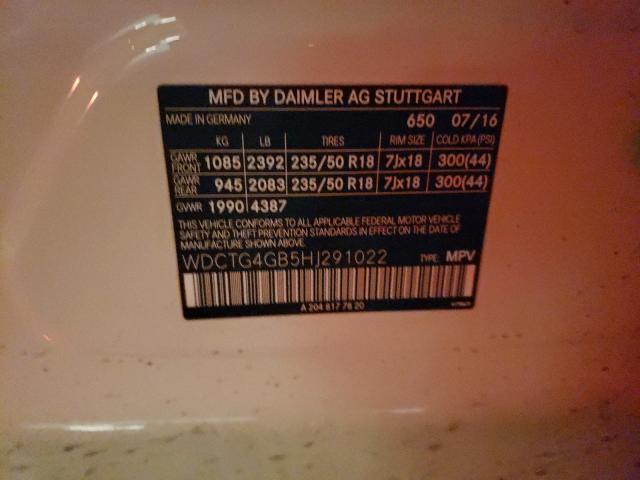 MFD BY DAIMLER AG STUTTGART
MADE IN GERMANY 650 07/16
KG LB TIRES RIM SIZE COLD KPA (PSI)
GAWR FRONT 1085 2392 235/50 R18 7Jx18 300(44)
GAWR REAR 945 2083 235/50 R18 7Jx18 300(44)
GVWR 1990 4387
THIS VEHICLE CONFORMS TO ALL APPLICABLE FEDERAL MOTOR VEHICLE
SAFETY AND THEFT PREVENTION STANDARDS IN EFFECT ON THE DATE OF
MANUFACTURE SHOWN ABOVE.
WDCTG4GB5HJ291022 TYPE: MPV
A 204 817 76 20